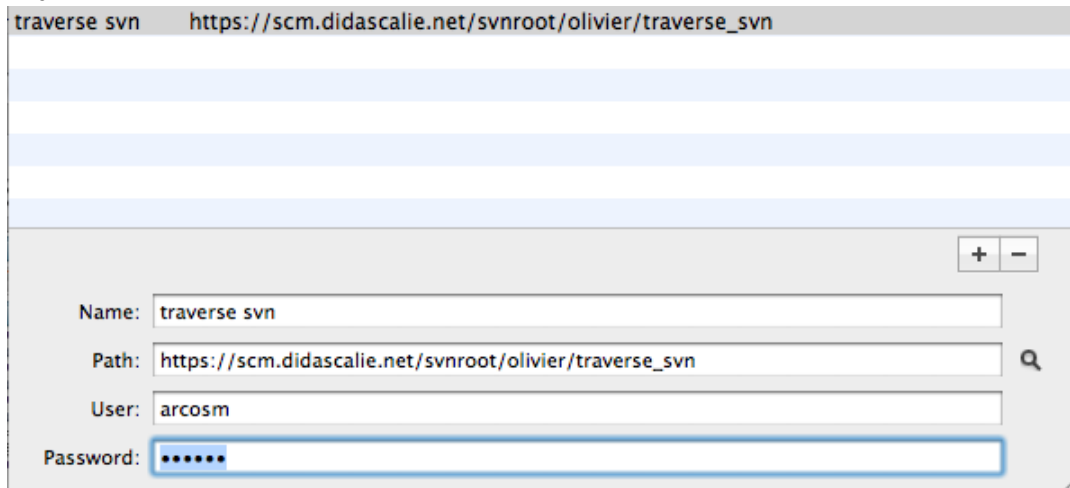 traverse svn https://scm.didascalie.net/svnroot/olivier/traverse_svn
+ −
Name: traverse svn
Path: https://scm.didascalie.net/svnroot/olivier/traverse_svn
User: arcosm
Password: ••••••